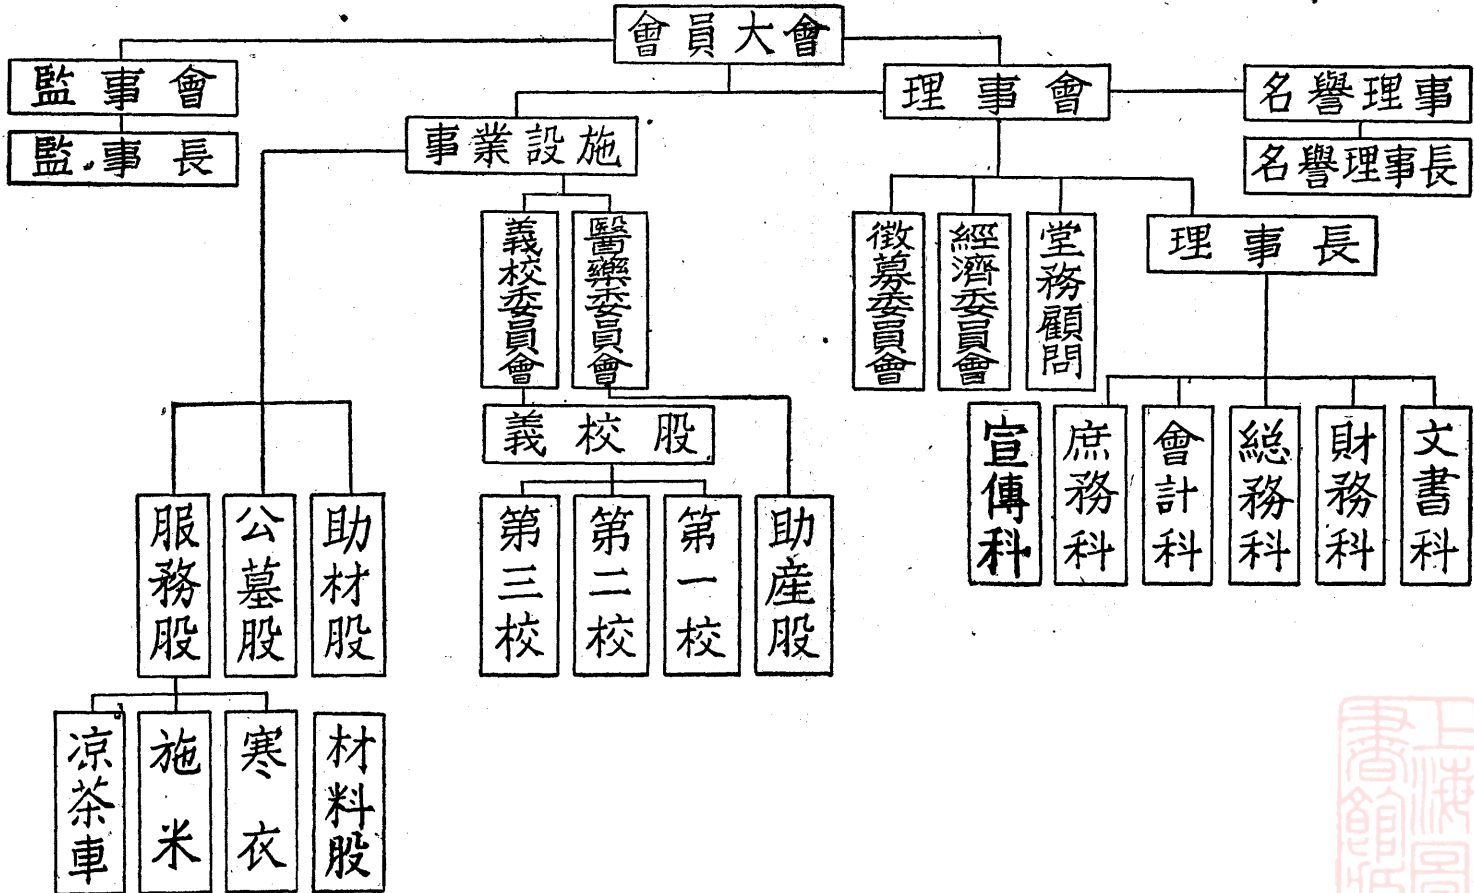 會員大會
監事會
理事會
名譽理事
監事長
事業設施
名譽理事長
義校委員會
醫藥委員會
徵募委員會
經濟委員會
堂務顧問
理事長
義校股
宣傳科
庶務科
會計科
総務科
財務科
文書科
服務股
公墓股
助材股
第三校
第二校
第一校
助産股
凉茶車
施米
寒衣
材料股